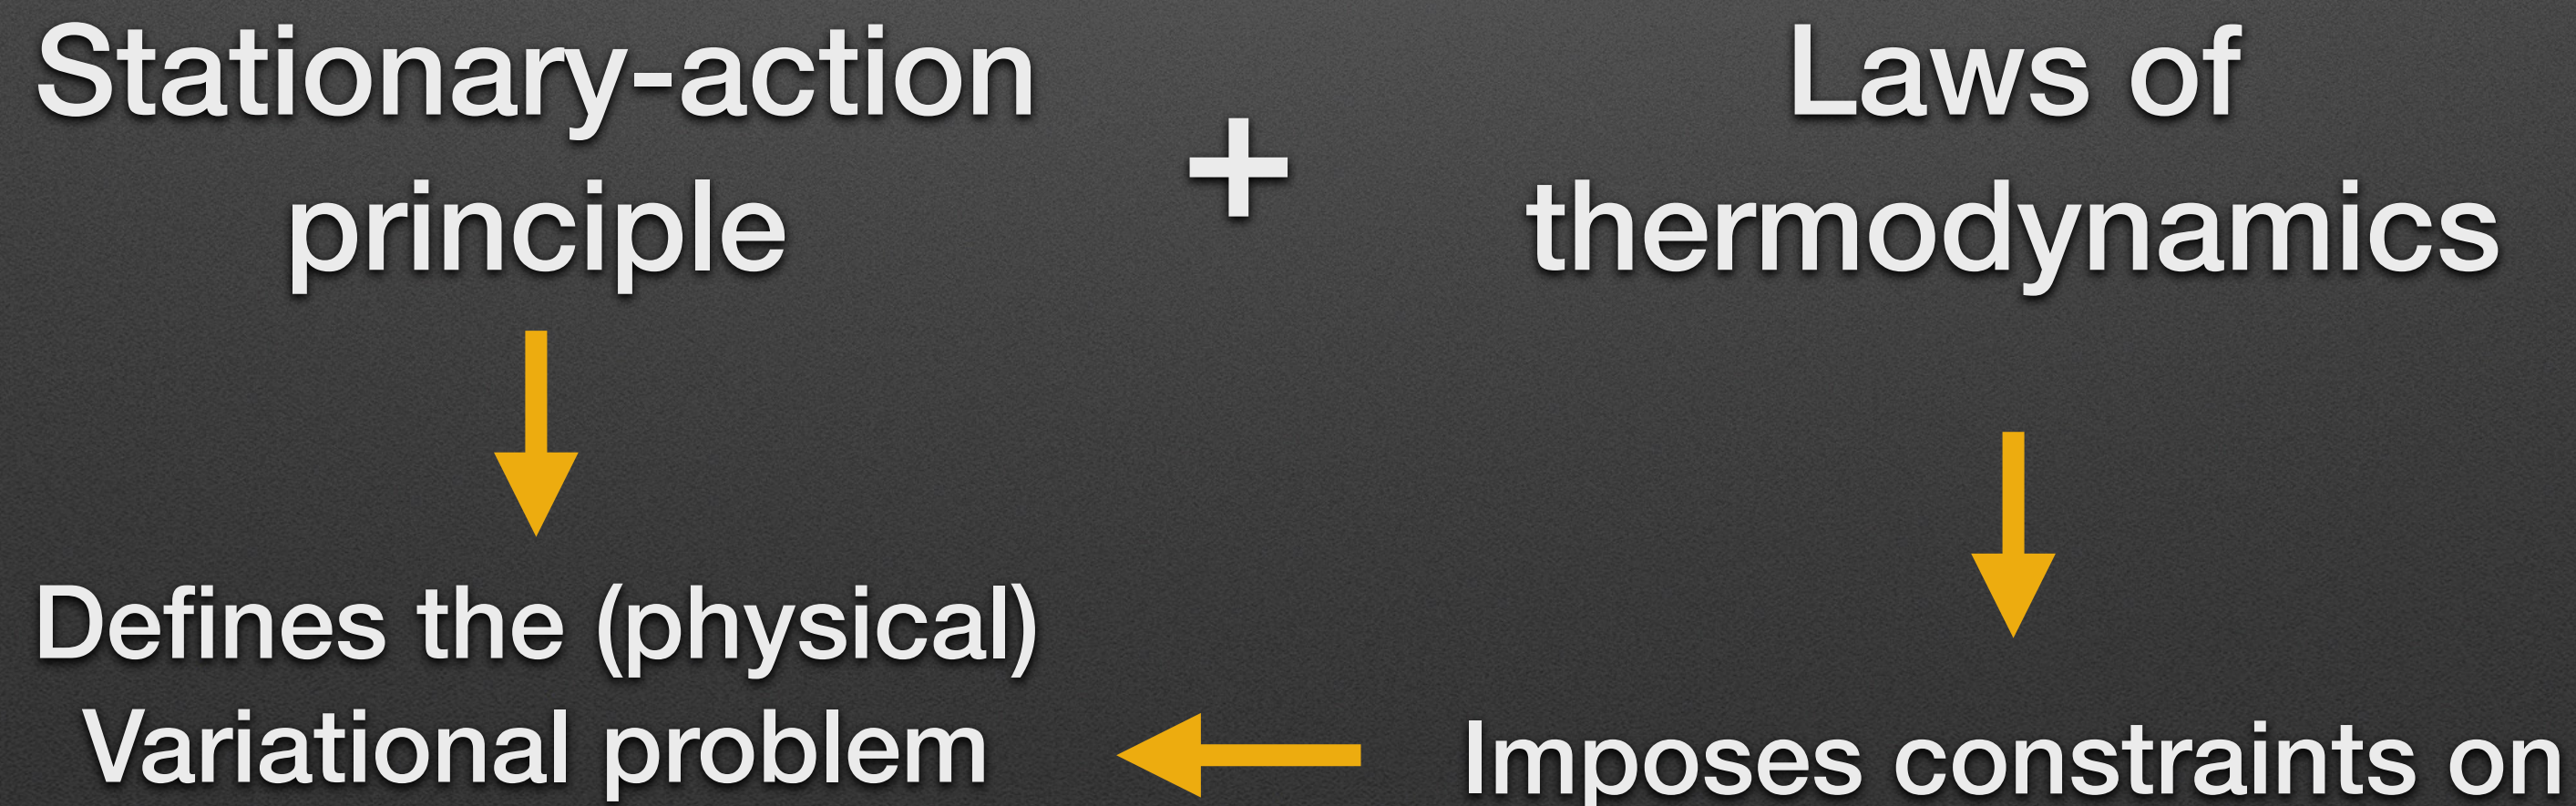 Stationary-action
principle
+
Laws of
thermodynamics
Defines the (physical)
Variational problem
Imposes constraints on